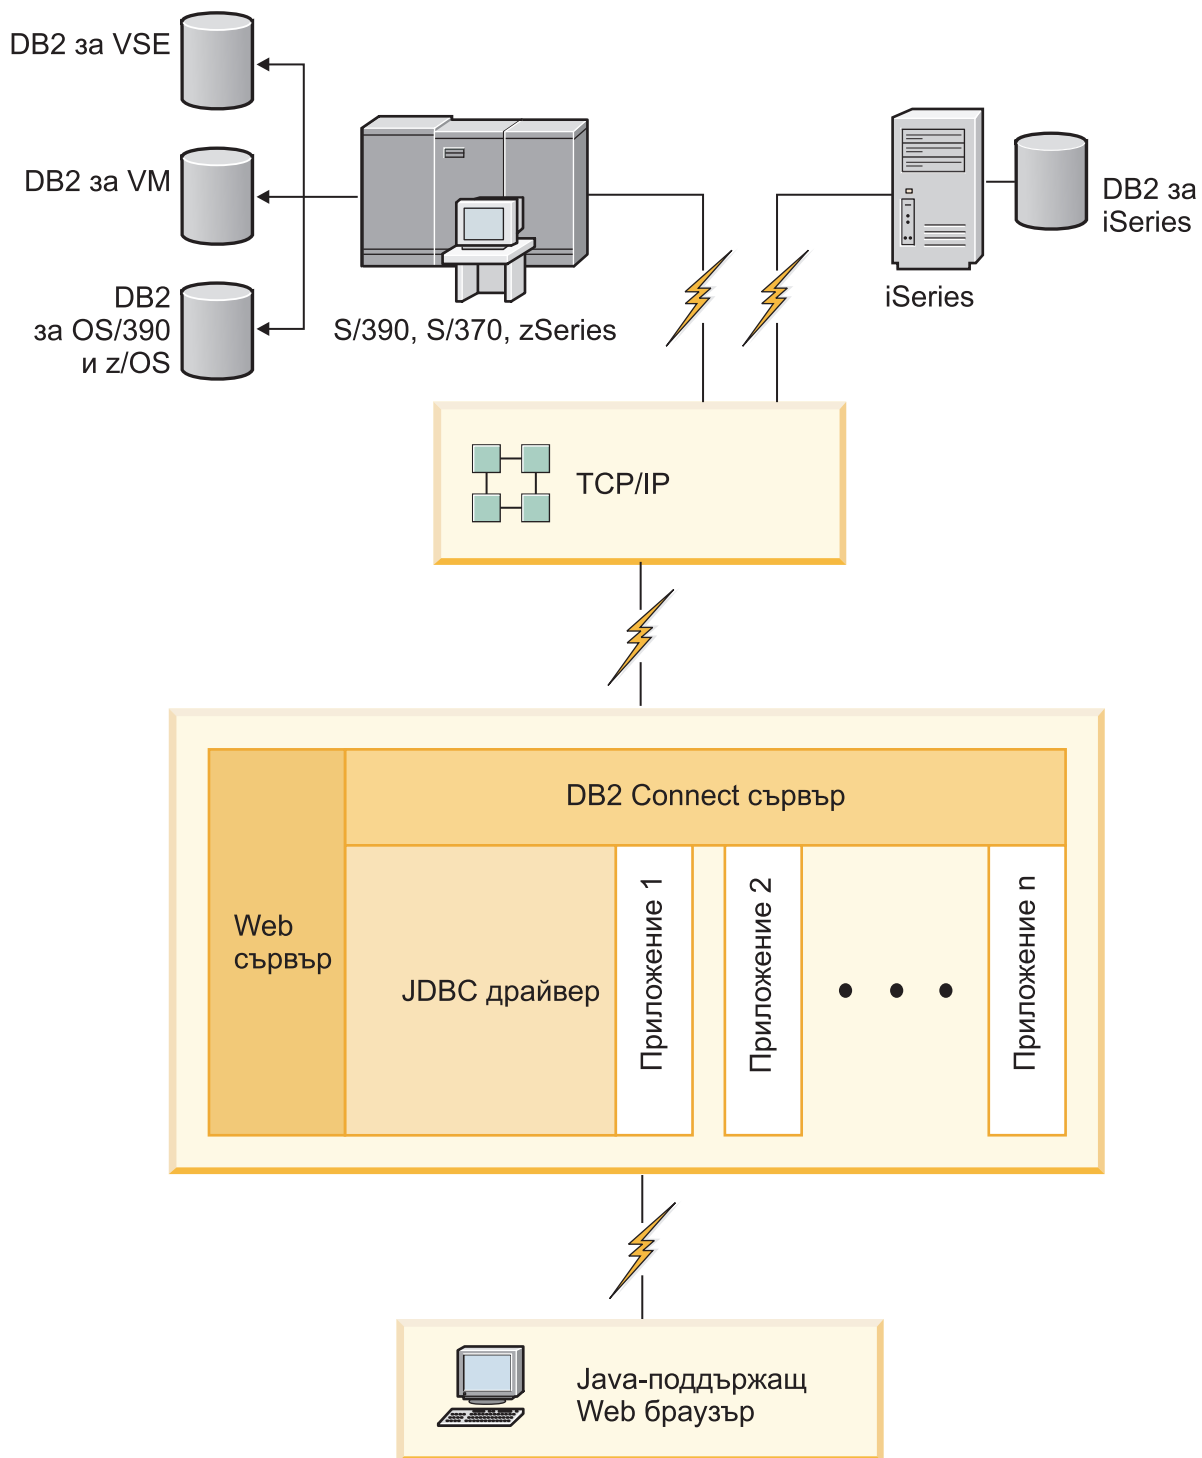 DB2 за VSE
DB2 за VM
DB2
за OS/390
и z/OS
S/390, S/370, zSeries
iSeries
DB2 за
iSeries
TCP/IP
DB2 Connect сървър
Web
сървър
JDBC драйвер
Приложение 1
Приложение 2
Приложение n
Java-поддържащ
Web браузър